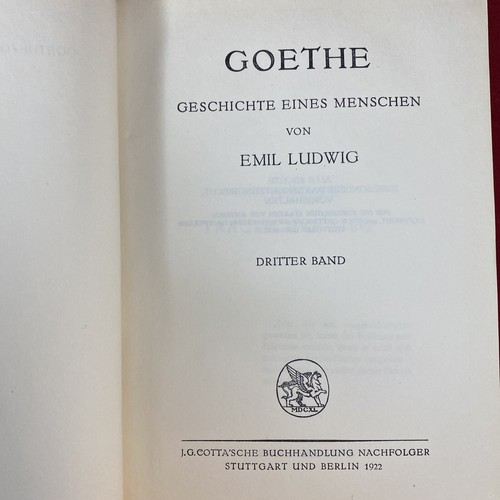 GOETHE
GESCHICHTE EINES MENSCHEN
VON
EMIL LUDWIG
DRITTER BAND
MDCXL
J.G. COTTA'SCHE BUCHHANDLUNG NACHFOLGER
STUTTGART UND BERLIN 1922